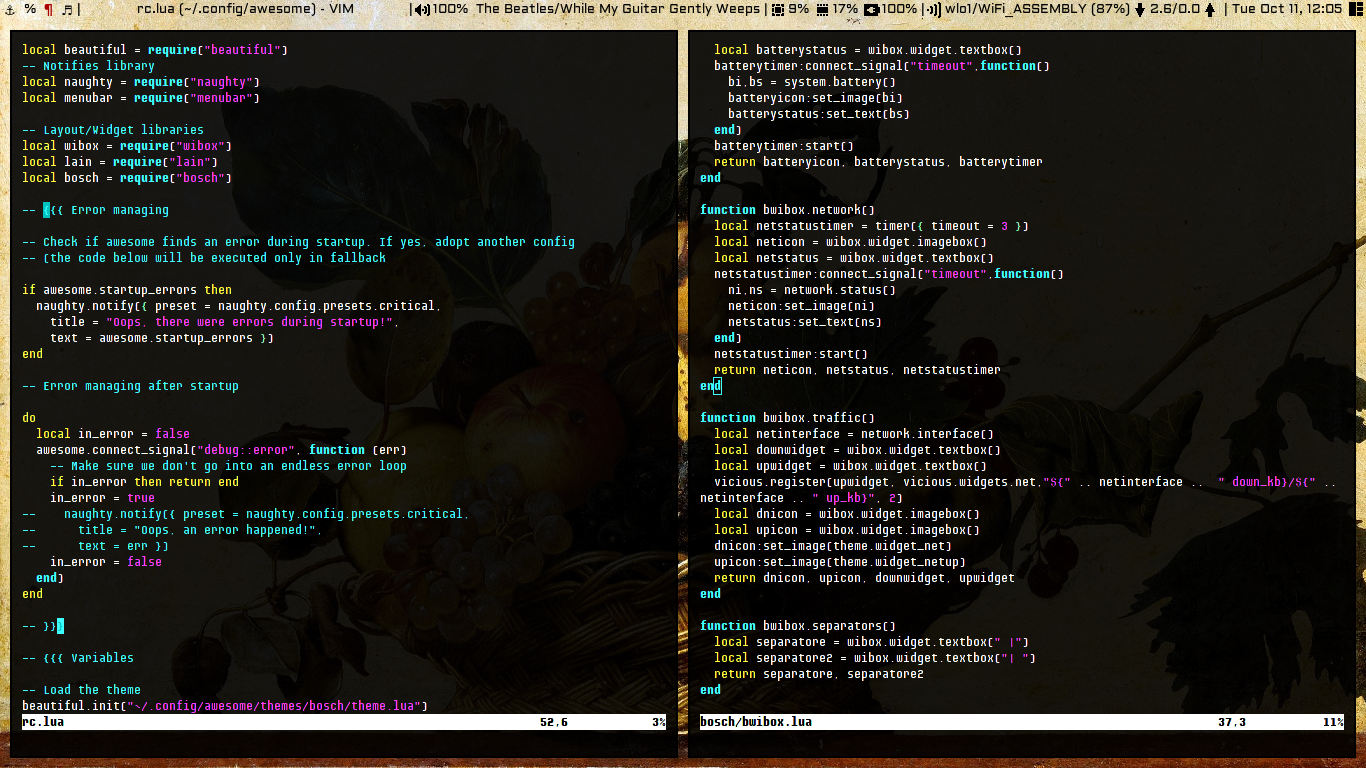 % ¶ | rc.lua (~/.config/awesome) - VIM | 100% The Beatles/While My Guitar Gently Weeps | 9% 17% 100% | wlo1/WiFi_ASSEMBLY (87%) 2.6/0.0 | Tue Oct 11, 12:05
local beautiful = require("beautiful")
-- Notifies library
local naughty = require("naughty")
local menubar = require("menubar")
-- Layout/Widget libraries
local wibox = require("wibox")
local lain = require("lain")
local bosch = require("bosch")
-- {{{ Error managing
-- Check if awesome finds an error during startup. If yes, adopt another config
-- (the code below will be executed only in fallback
if awesome.startup_errors then
naughty.notify({ preset = naughty.config.presets.critical,
title = "Oops, there were errors during startup!",
text = awesome.startup_errors })
end
-- Error managing after startup
do
local in_error = false
awesome.connect_signal("debug::error", function (err)
-- Make sure we don't go into an endless error loop
if in_error then return end
in_error = true
-- naughty.notify({ preset = naughty.config.presets.critical,
-- title = "Oops, an error happened!",
-- text = err })
in_error = false
end)
end
-- }}}
-- {{{ Variables
-- Load the theme
beautiful.init("~/.config/awesome/themes/bosch/theme.lua")
rc.lua 52,6 3%
local batterystatus = wibox.widget.textbox()
batterytimer:connect_signal("timeout",function()
bi,bs = system.battery()
batteryicon:set_image(bi)
batterystatus:set_text(bs)
end)
batterytimer:start()
return batteryicon, batterystatus, batterytimer
end
function bwibox.network()
local netstatustimer = timer({ timeout = 3 })
local neticon = wibox.widget.imagebox()
local netstatus = wibox.widget.textbox()
netstatustimer:connect_signal("timeout",function()
ni,ns = network.status()
neticon:set_image(ni)
netstatus:set_text(ns)
end)
netstatustimer:start()
return neticon, netstatus, netstatustimer
end
function bwibox.traffic()
local netinterface = network.interface()
local downwidget = wibox.widget.textbox()
local upwidget = wibox.widget.textbox()
vicious.register(upwidget, vicious.widgets.net,"${" .. netinterface ..  " down_kb}/${" ..
netinterface .. " up_kb}", 2)
local dnicon = wibox.widget.imagebox()
local upicon = wibox.widget.imagebox()
dnicon:set_image(theme.widget_net)
upicon:set_image(theme.widget_netup)
return dnicon, upicon, downwidget, upwidget
end
function bwibox.separators()
local separatore = wibox.widget.textbox(" |")
local separatore2 = wibox.widget.textbox("| ")
return separatore, separatore2
end
bosch/bwibox.lua 37,3 11%